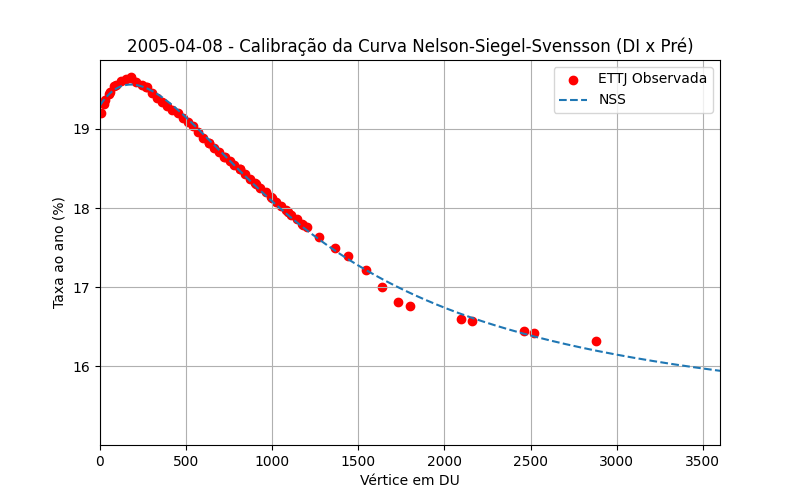 2005-04-08 - Calibração da Curva Nelson-Siegel-Svensson (DI x Pré)
ETTJ Observada
NSS
Taxa ao ano (%)
19
18
17
16
0 500 1000 1500 2000 2500 3000 3500
Vértice em DU